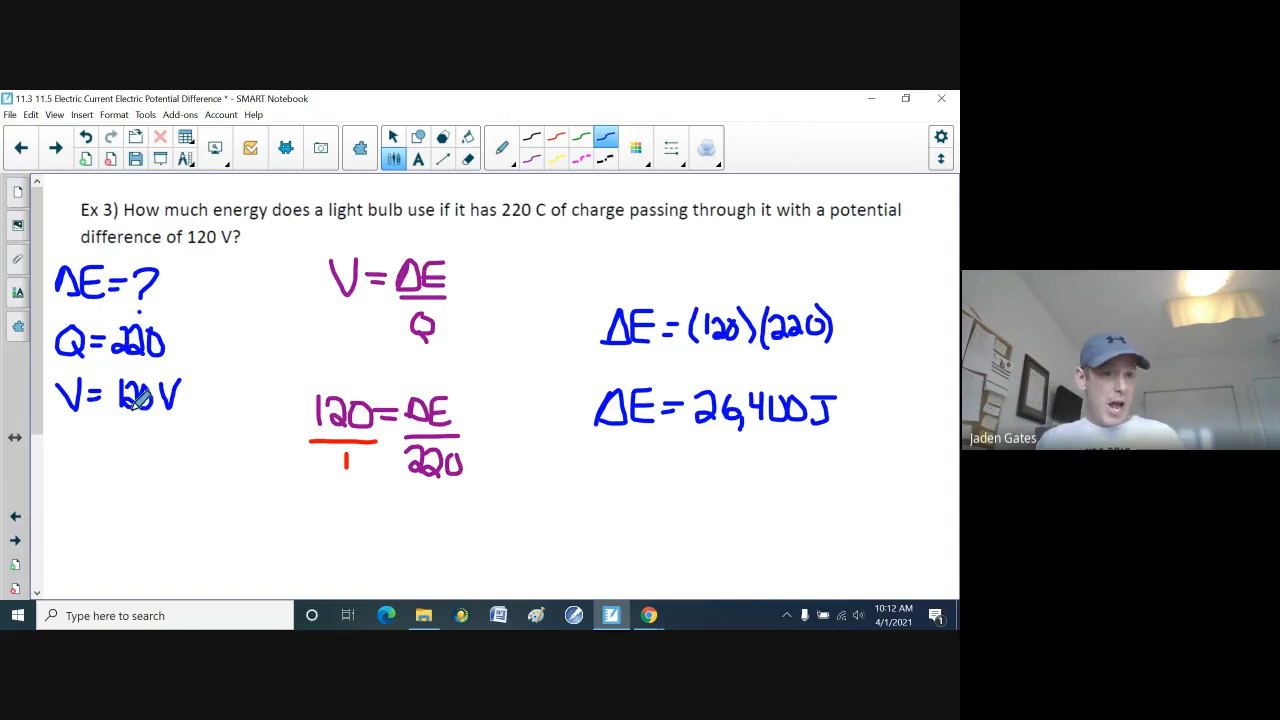 11.3 11.5 Electric Current Electric Potential Difference * - SMART Notebook
File Edit View Insert Format Tools Add-ons Account Help
Ex 3) How much energy does a light bulb use if it has 220 C of charge passing through it with a potential
difference of 120 V?
ΔE = ?
Q = 220
V = 120 V
V = ΔE
Q
120 = ΔE
1 220
ΔE = (120)(220)
ΔE = 26,400J
Jaden Gates
Type here to search
10:12 AM
4/1/2021